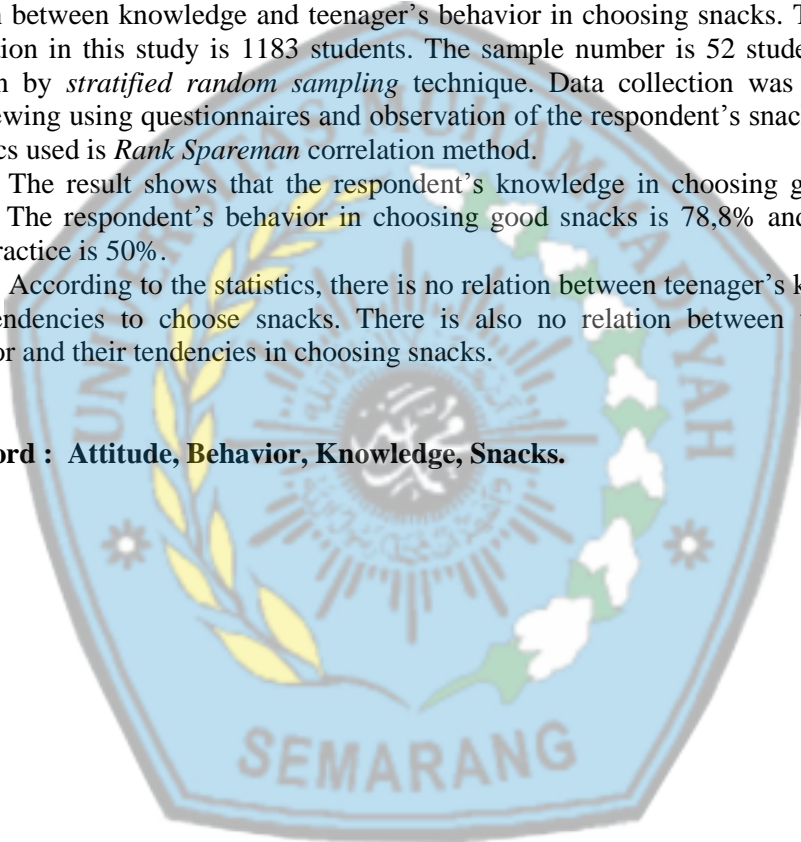 n between knowledge and teenager's behavior in choosing snacks. T
tion in this study is 1183 students. The sample number is 52 stude
n by stratified random sampling technique. Data collection was
ewing using questionnaires and observation of the respondent's snac
cs used is Rank Spareman correlation method.
The result shows that the respondent's knowledge in choosing g
The respondent's behavior in choosing good snacks is 78,8% and
ractice is 50%.
According to the statistics, there is no relation between teenager's k
endencies to choose snacks. There is also no relation between
or and their tendencies in choosing snacks.
ord : Attitude, Behavior, Knowledge, Snacks.
UNIVERSITAS MUHAMMADIYAH
SEMARANG